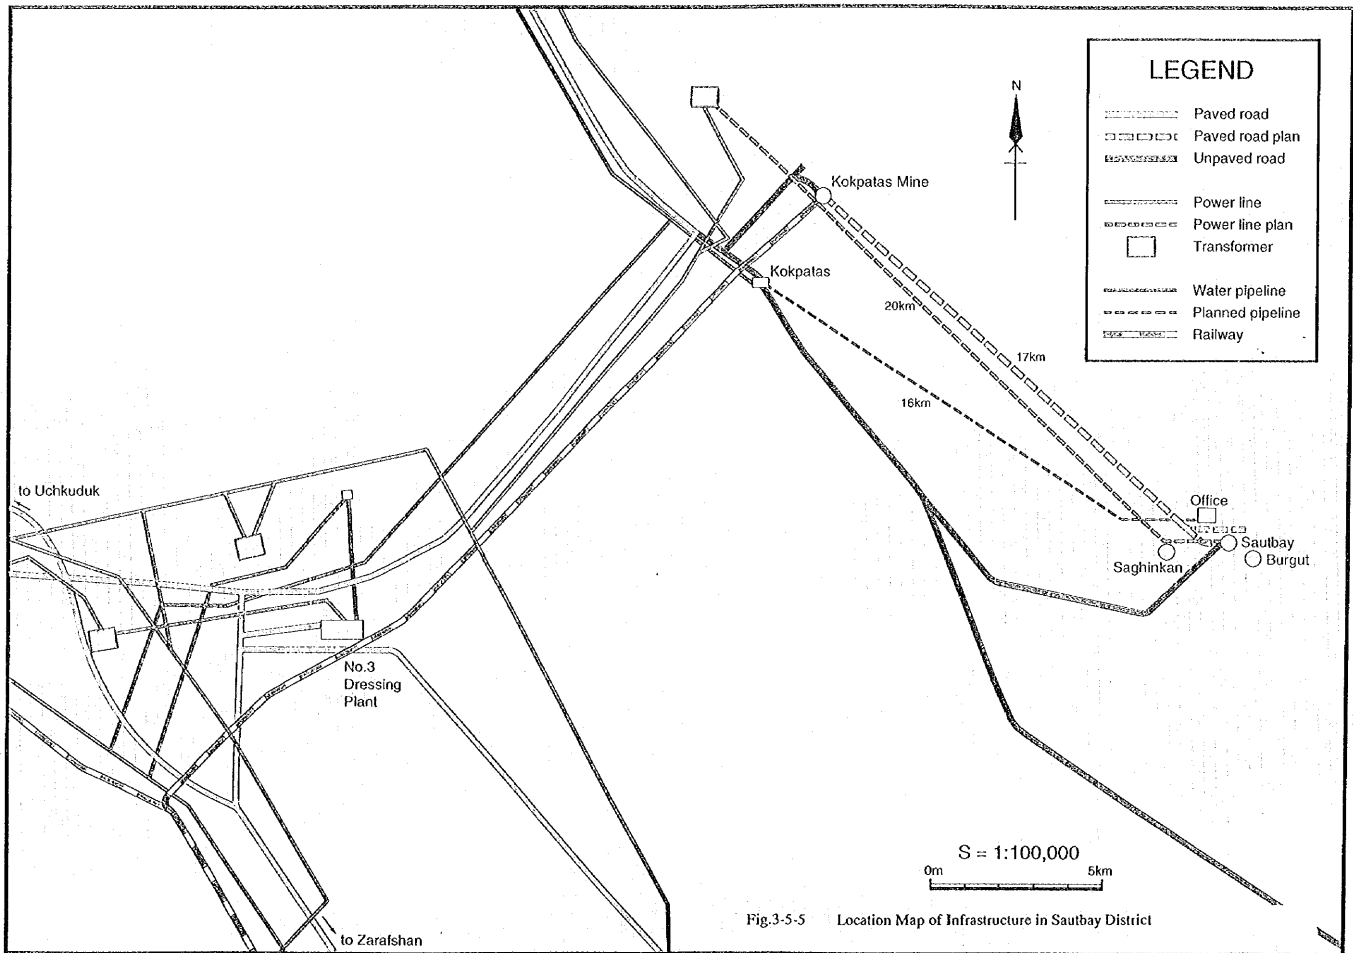 LEGEND
Paved road
Paved road plan
Unpaved road
Power line
Power line plan
Transformer
Water pipeline
Planned pipeline
Railway
N
Kokpatas Mine
Kokpatas
20km
17km
16km
to Uchkuduk
Office
Sautbay
Saghinkan
Burgut
No.3
Dressing
Plant
S = 1:100,000
0m 5km
Fig.3-5-5 Location Map of Infrastructure in Sautbay District
to Zarafshan